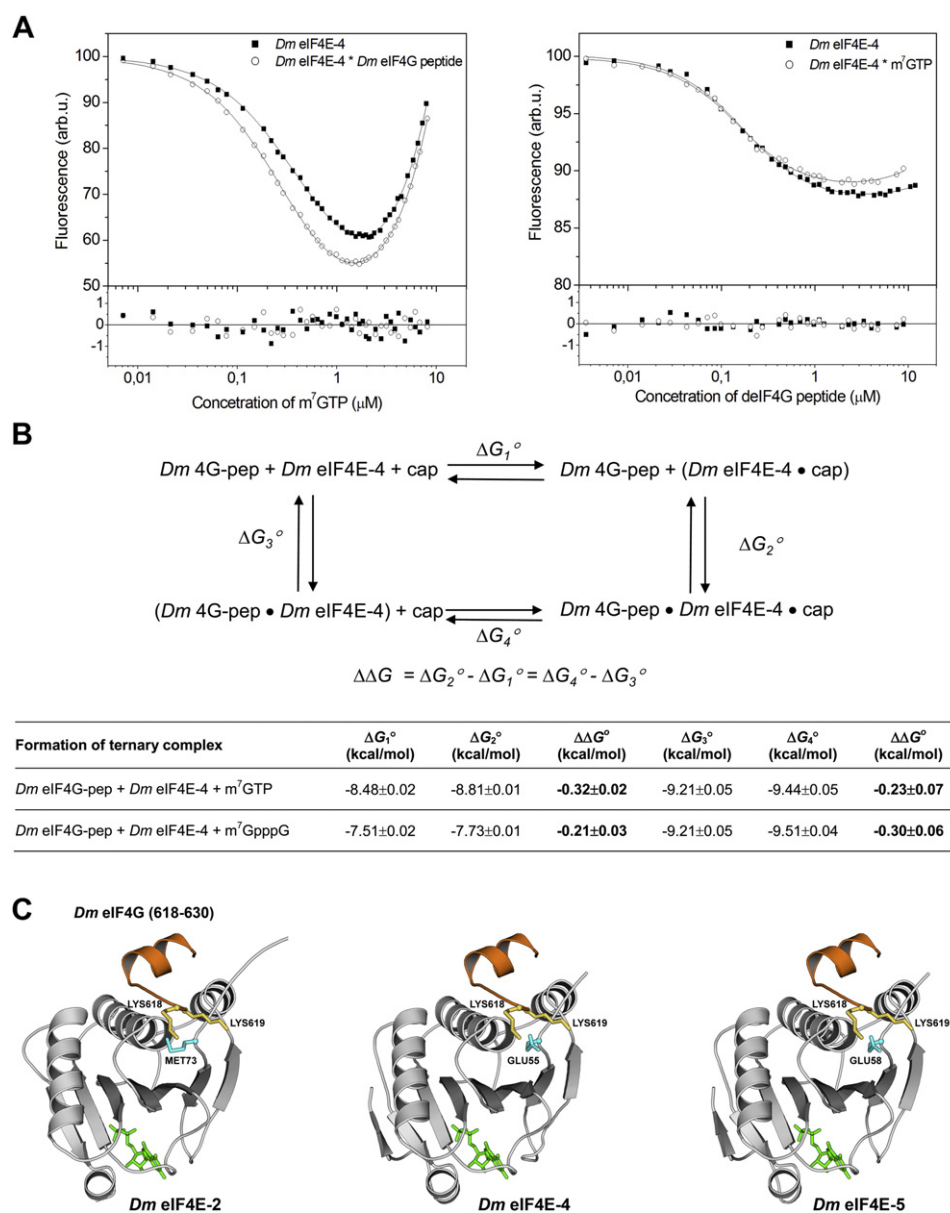 A
■ Dm eIF4E-4
○ Dm eIF4E-4 * Dm eIF4G peptide
Fluorescence (arb.u.)
100
90
80
70
60
50
1
0
-1
0,01 0,1 1 10
Concetration of m⁷GTP (μM)
■ Dm eIF4E-4
○ Dm eIF4E-4 * m⁷GTP
Fluorescence (arb.u.)
100
95
90
85
80
1
0
-1
0,01 0,1 1 10
Concetration of deIF4G peptide (μM)
B
Dm 4G-pep + Dm eIF4E-4 + cap ΔG₁° Dm 4G-pep + (Dm eIF4E-4 • cap)
ΔG₃° ΔG₂°
(Dm 4G-pep • Dm eIF4E-4) + cap ΔG₄° Dm 4G-pep • Dm eIF4E-4 • cap
ΔΔG = ΔG₂° - ΔG₁° = ΔG₄° - ΔG₃°
Formation of ternary complex ΔG₁° (kcal/mol) ΔG₂° (kcal/mol) ΔΔG° (kcal/mol) ΔG₃° (kcal/mol) ΔG₄° (kcal/mol) ΔΔG° (kcal/mol)
Dm eIF4G-pep + Dm eIF4E-4 + m⁷GTP -8.48±0.02 -8.81±0.01 -0.32±0.02 -9.21±0.05 -9.44±0.05 -0.23±0.07
Dm eIF4G-pep + Dm eIF4E-4 + m⁷GpppG -7.51±0.02 -7.73±0.01 -0.21±0.03 -9.21±0.05 -9.51±0.04 -0.30±0.06
C
Dm eIF4G (618-630)
LYS618
LYS619
MET73
Dm eIF4E-2
LYS618
LYS619
GLU55
Dm eIF4E-4
LYS618
LYS619
GLU58
Dm eIF4E-5